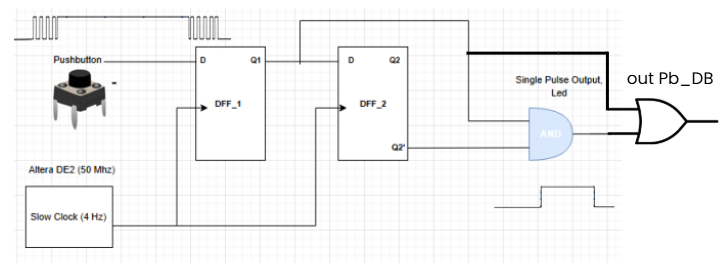 Pushbutton
D
Q1
DFF_1
D
Q2
DFF_2
Q2'
Single Pulse Output,
Led
AND
out Pb_DB
Altera DE2 (50 Mhz)
Slow Clock (4 Hz)